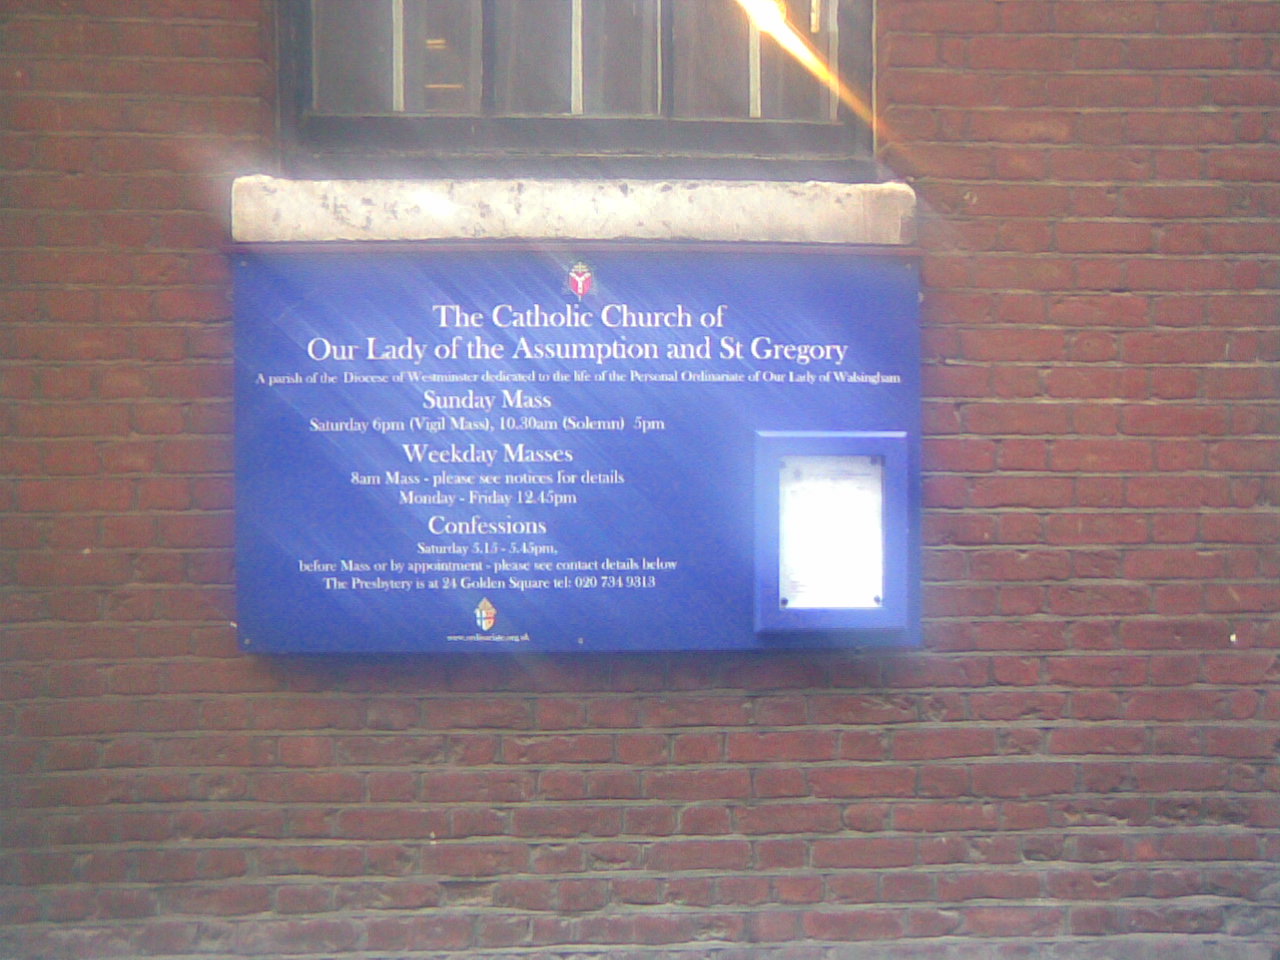 The Catholic Church of
Our Lady of the Assumption and St Gregory
A parish of the Diocese of Westminster dedicated to the life of the Personal Ordinariate of Our Lady of Walsingham
Sunday Mass
Saturday 6pm (Vigil Mass), 10.30am (Solemn) 5pm
Weekday Masses
8am Mass - please see notices for details
Monday - Friday 12.45pm
Confessions
Saturday 5.15 - 5.45pm,
before Mass or by appointment - please see contact details below
The Presbytery is at 24 Golden Square tel: 020 734 9313
www.ordinariate.org.uk